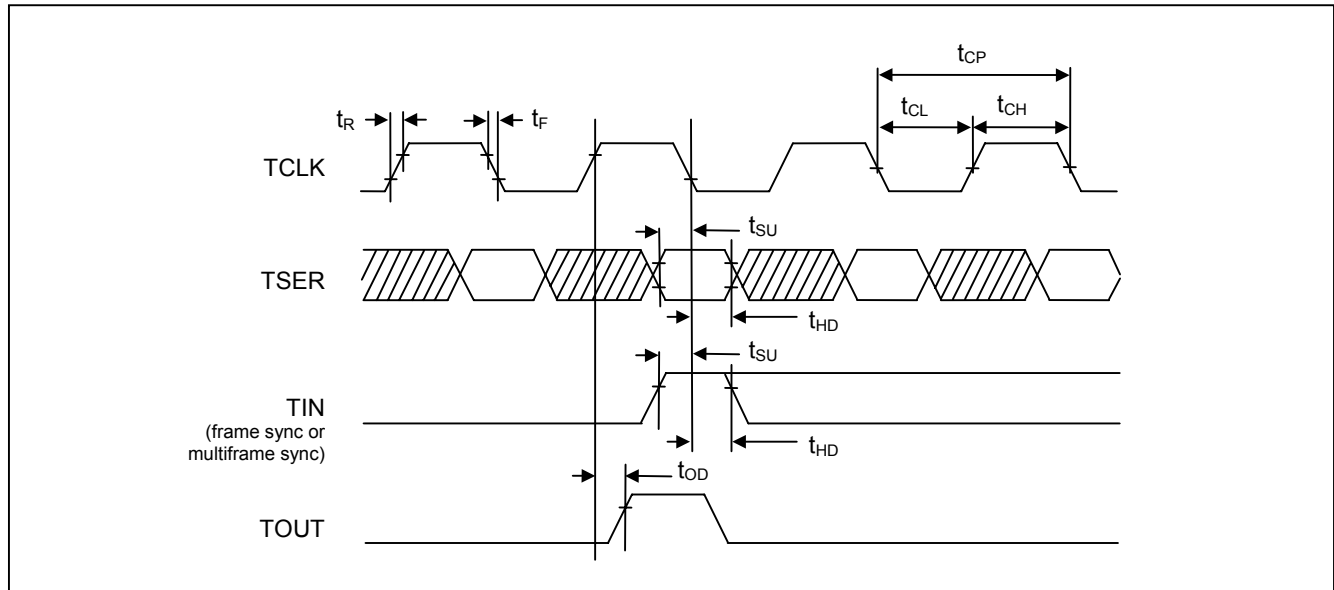 tCP
tCL
tCH
tR
tF
TCLK
tSU
TSER
tHD
tSU
TIN
(frame sync or
multiframe sync)
tHD
tOD
TOUT